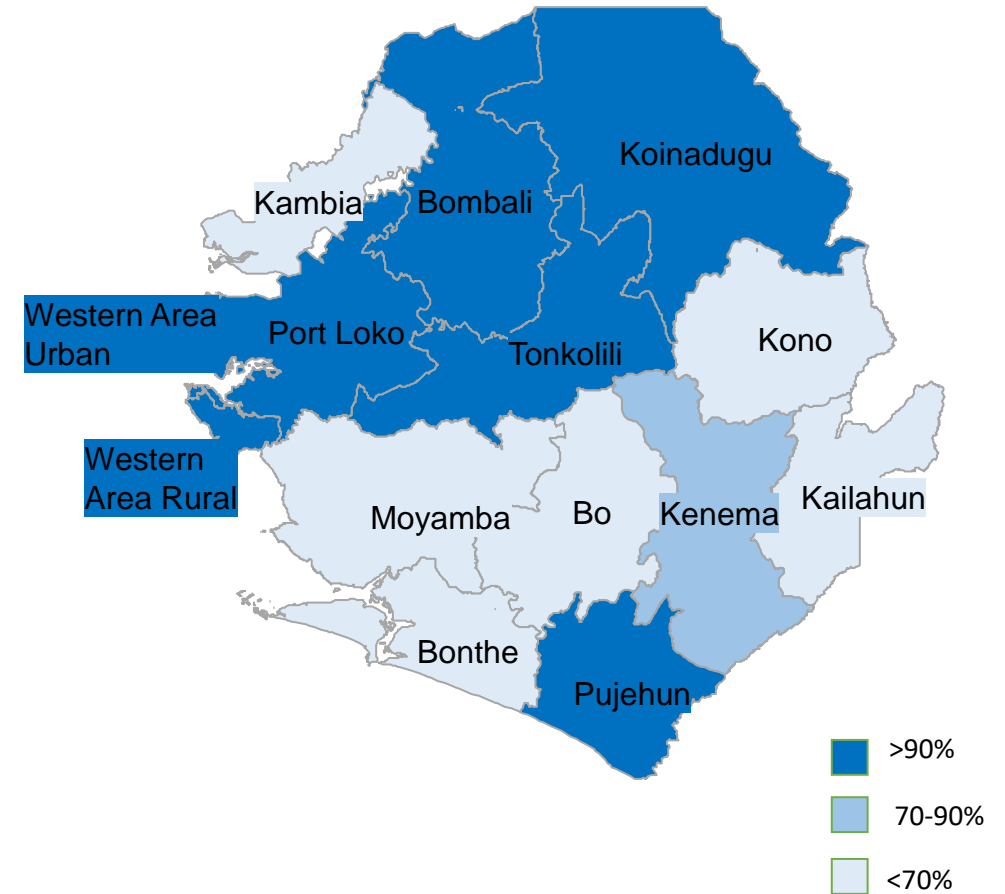 Koinadugu
Kambia
Bombali
Western Area
Urban
Port Loko
Tonkolili
Kono
Western
Area Rural
Moyamba
Bo
Kenema
Kailahun
Bonthe
Pujehun
>90%
70-90%
<70%